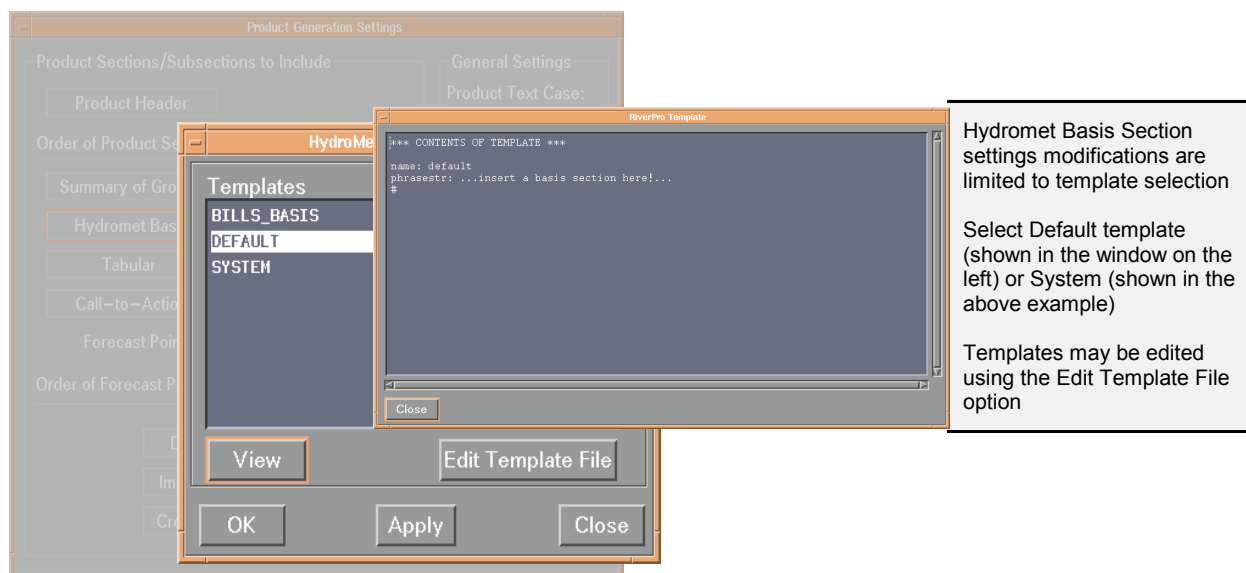 Product Generation Settings
Product Sections/Subsections to Include
General Settings
Product Header
Product Text Case:
Order of Product Se
Summary of Gro
Hydromet Bas
Tabular
Call-to-Actio
Forecast Poin
Order of Forecast P
Im
Cre
HydroMe
Templates
BILLS_BASIS
DEFAULT
SYSTEM
View
Edit Template File
OK
Apply
Close
RiverPro Template
*** CONTENTS OF TEMPLATE ***
name: default
phrasestr: ...insert a basis section here!...
#
Close
Hydromet Basis Section
settings modifications are
limited to template selection
Select Default template
(shown in the window on the
left) or System (shown in the
above example)
Templates may be edited
using the Edit Template File
option